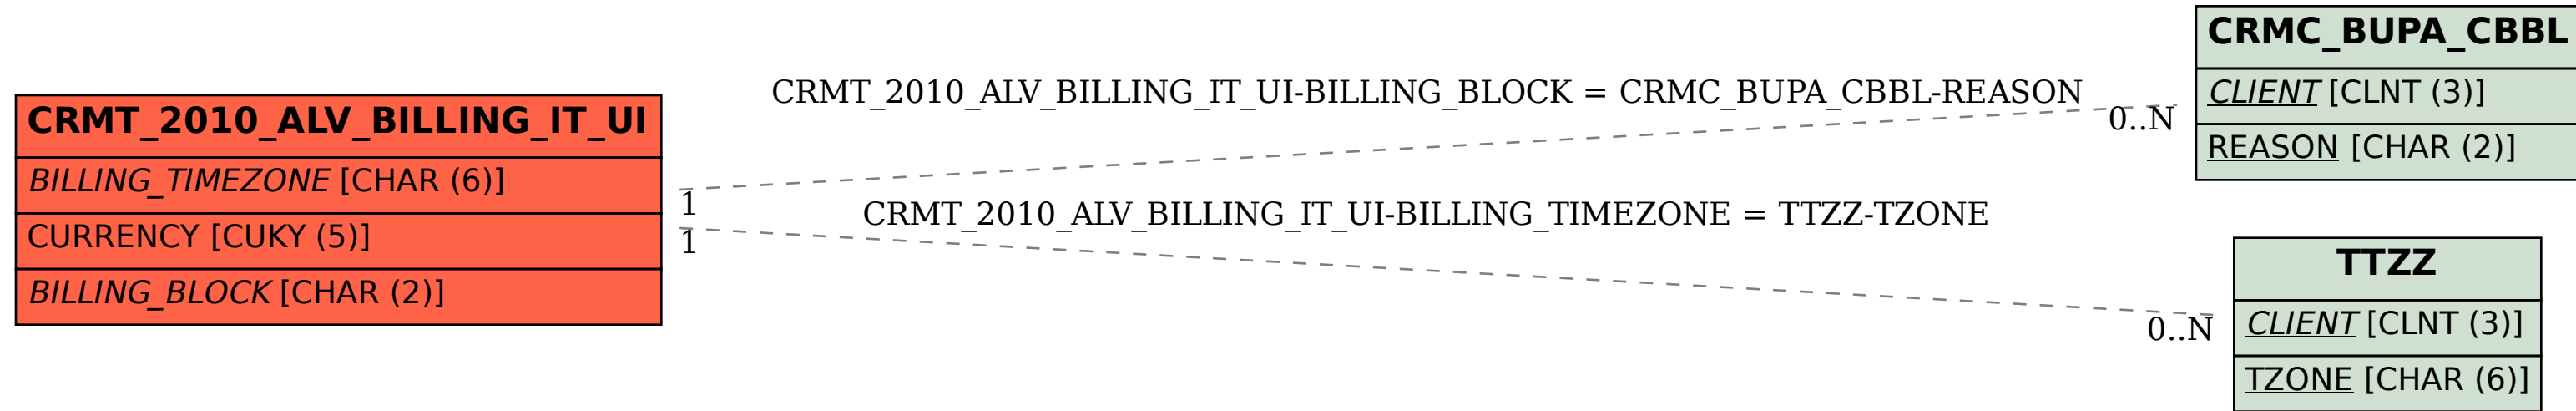 CRMT_2010_ALV_BILLING_IT_UI
BILLING_TIMEZONE [CHAR (6)]
CURRENCY [CUKY (5)]
BILLING_BLOCK [CHAR (2)]
CRMT_2010_ALV_BILLING_IT_UI-BILLING_BLOCK = CRMC_BUPA_CBBL-REASON
0..N
1
CRMT_2010_ALV_BILLING_IT_UI-BILLING_TIMEZONE = TTZZ-TZONE
1
0..N
CRMC_BUPA_CBBL
CLIENT [CLNT (3)]
REASON [CHAR (2)]
TTZZ
CLIENT [CLNT (3)]
TZONE [CHAR (6)]